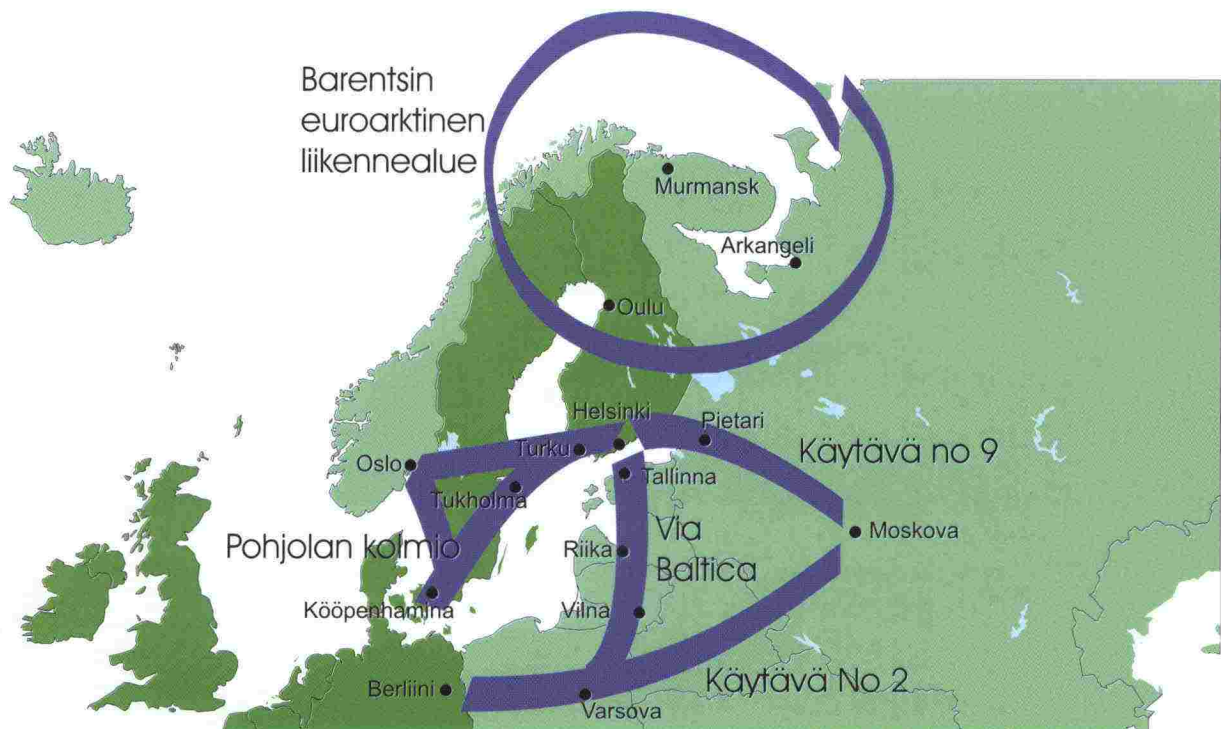 Barentsin
euroarktinen
liikennealue
Murmansk
Arkangeli
Oulu
Helsinki
Pietari
Turku
Käytävä no 9
Oslo
Tallinna
Tukholma
Via
Baltica
Moskova
Pohjolan kolmio
Riika
Kööpenhamina
Vilna
Berliini
Käytävä No 2
Varsova